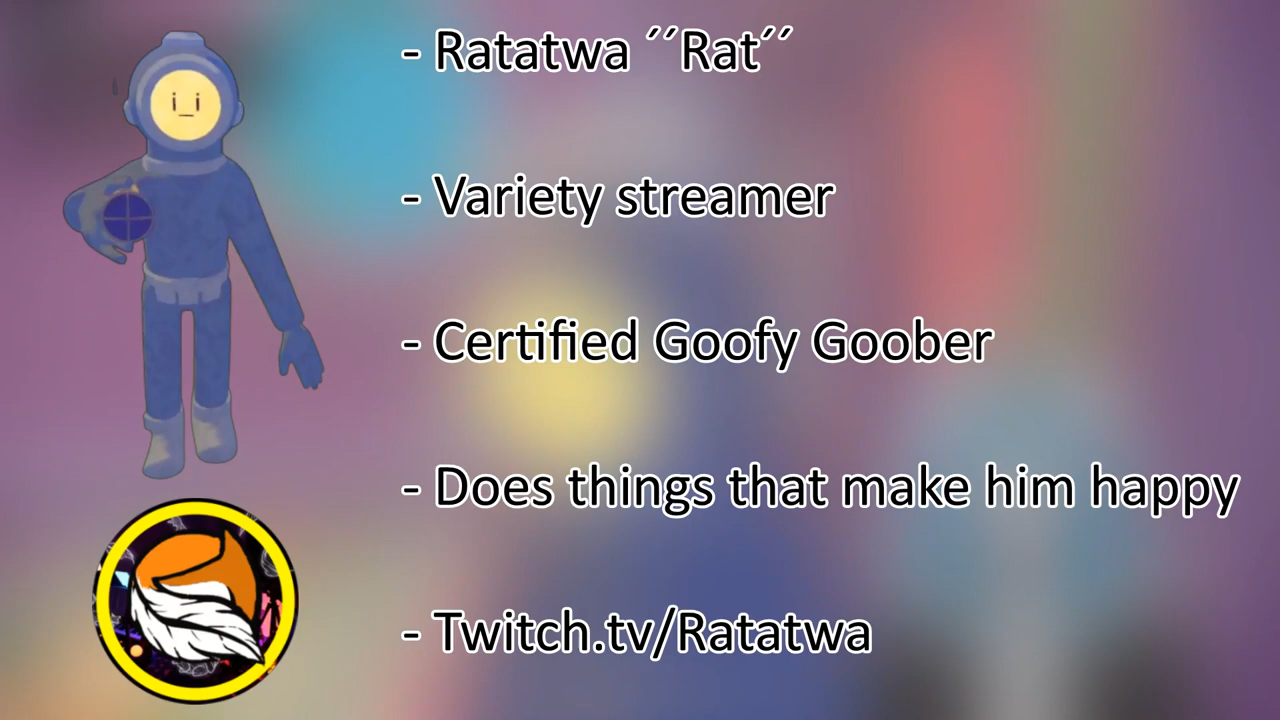 - Ratatwa ´´Rat´´
- Variety streamer
- Certified Goofy Goober
- Does things that make him happy
- Twitch.tv/Ratatwa